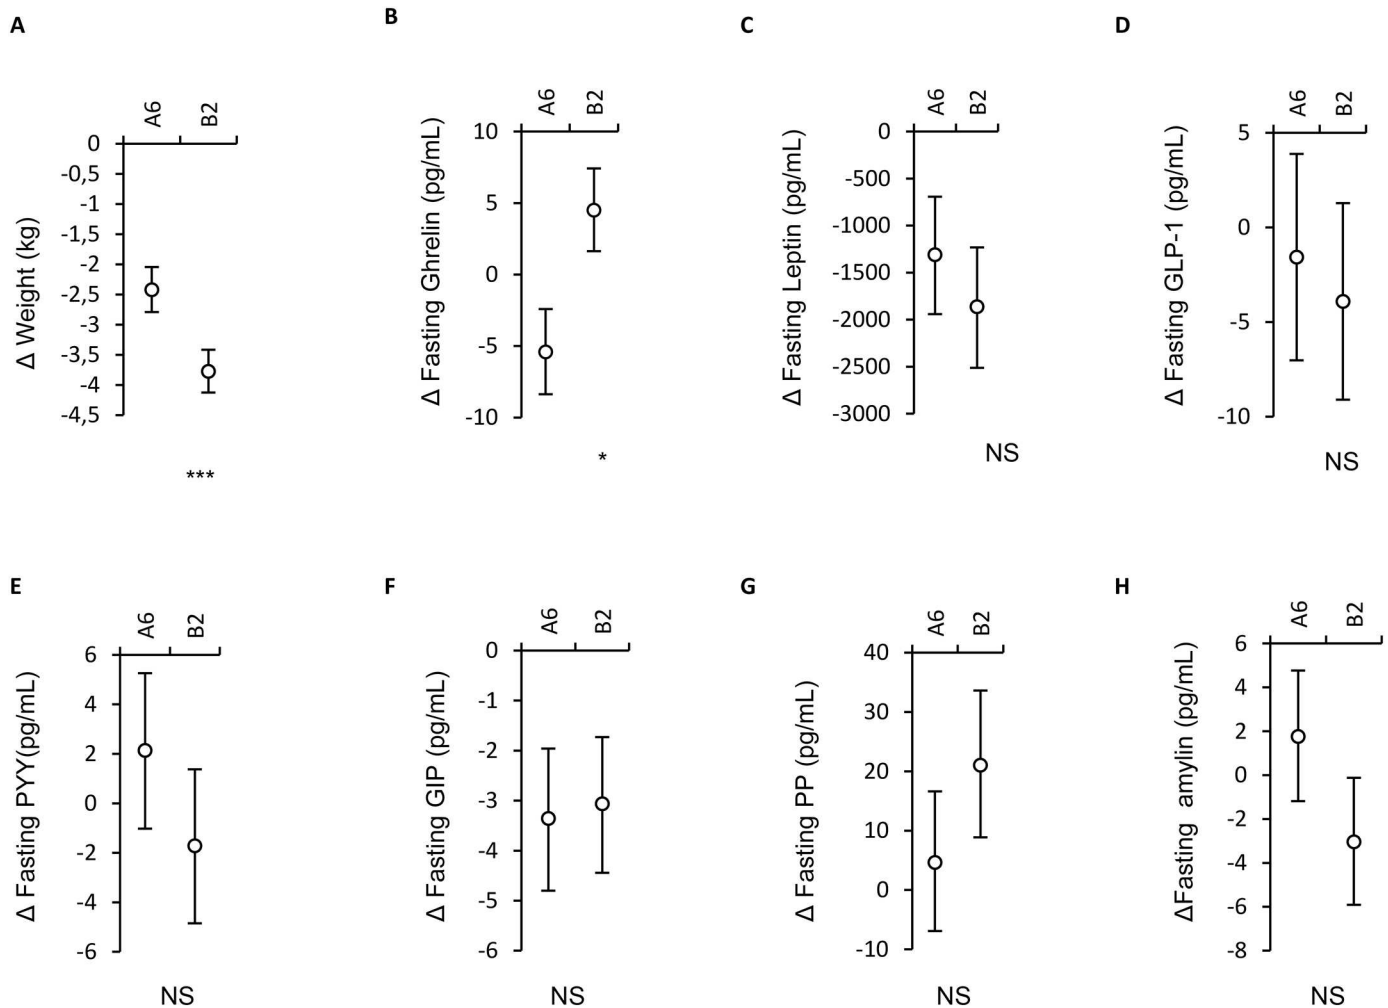 A
Δ Weight (kg)
A6
B2
0
-0,5
-1
-1,5
-2
-2,5
-3
-3,5
-4
-4,5
***
B
Δ Fasting Ghrelin (pg/mL)
A6
B2
10
5
0
-5
-10
*
C
Δ Fasting Leptin (pg/mL)
A6
B2
0
-500
-1000
-1500
-2000
-2500
-3000
NS
D
Δ Fasting GLP-1 (pg/mL)
A6
B2
5
0
-5
-10
NS
E
Δ Fasting PYY(pg/mL)
A6
B2
6
4
2
0
-2
-4
-6
NS
F
Δ Fasting GIP (pg/mL)
A6
B2
0
-1
-2
-3
-4
-5
-6
NS
G
Δ Fasting PP (pg/mL)
A6
B2
40
30
20
10
0
-10
NS
H
ΔFasting amylin (pg/mL)
A6
B2
6
4
2
0
-2
-4
-6
-8
NS